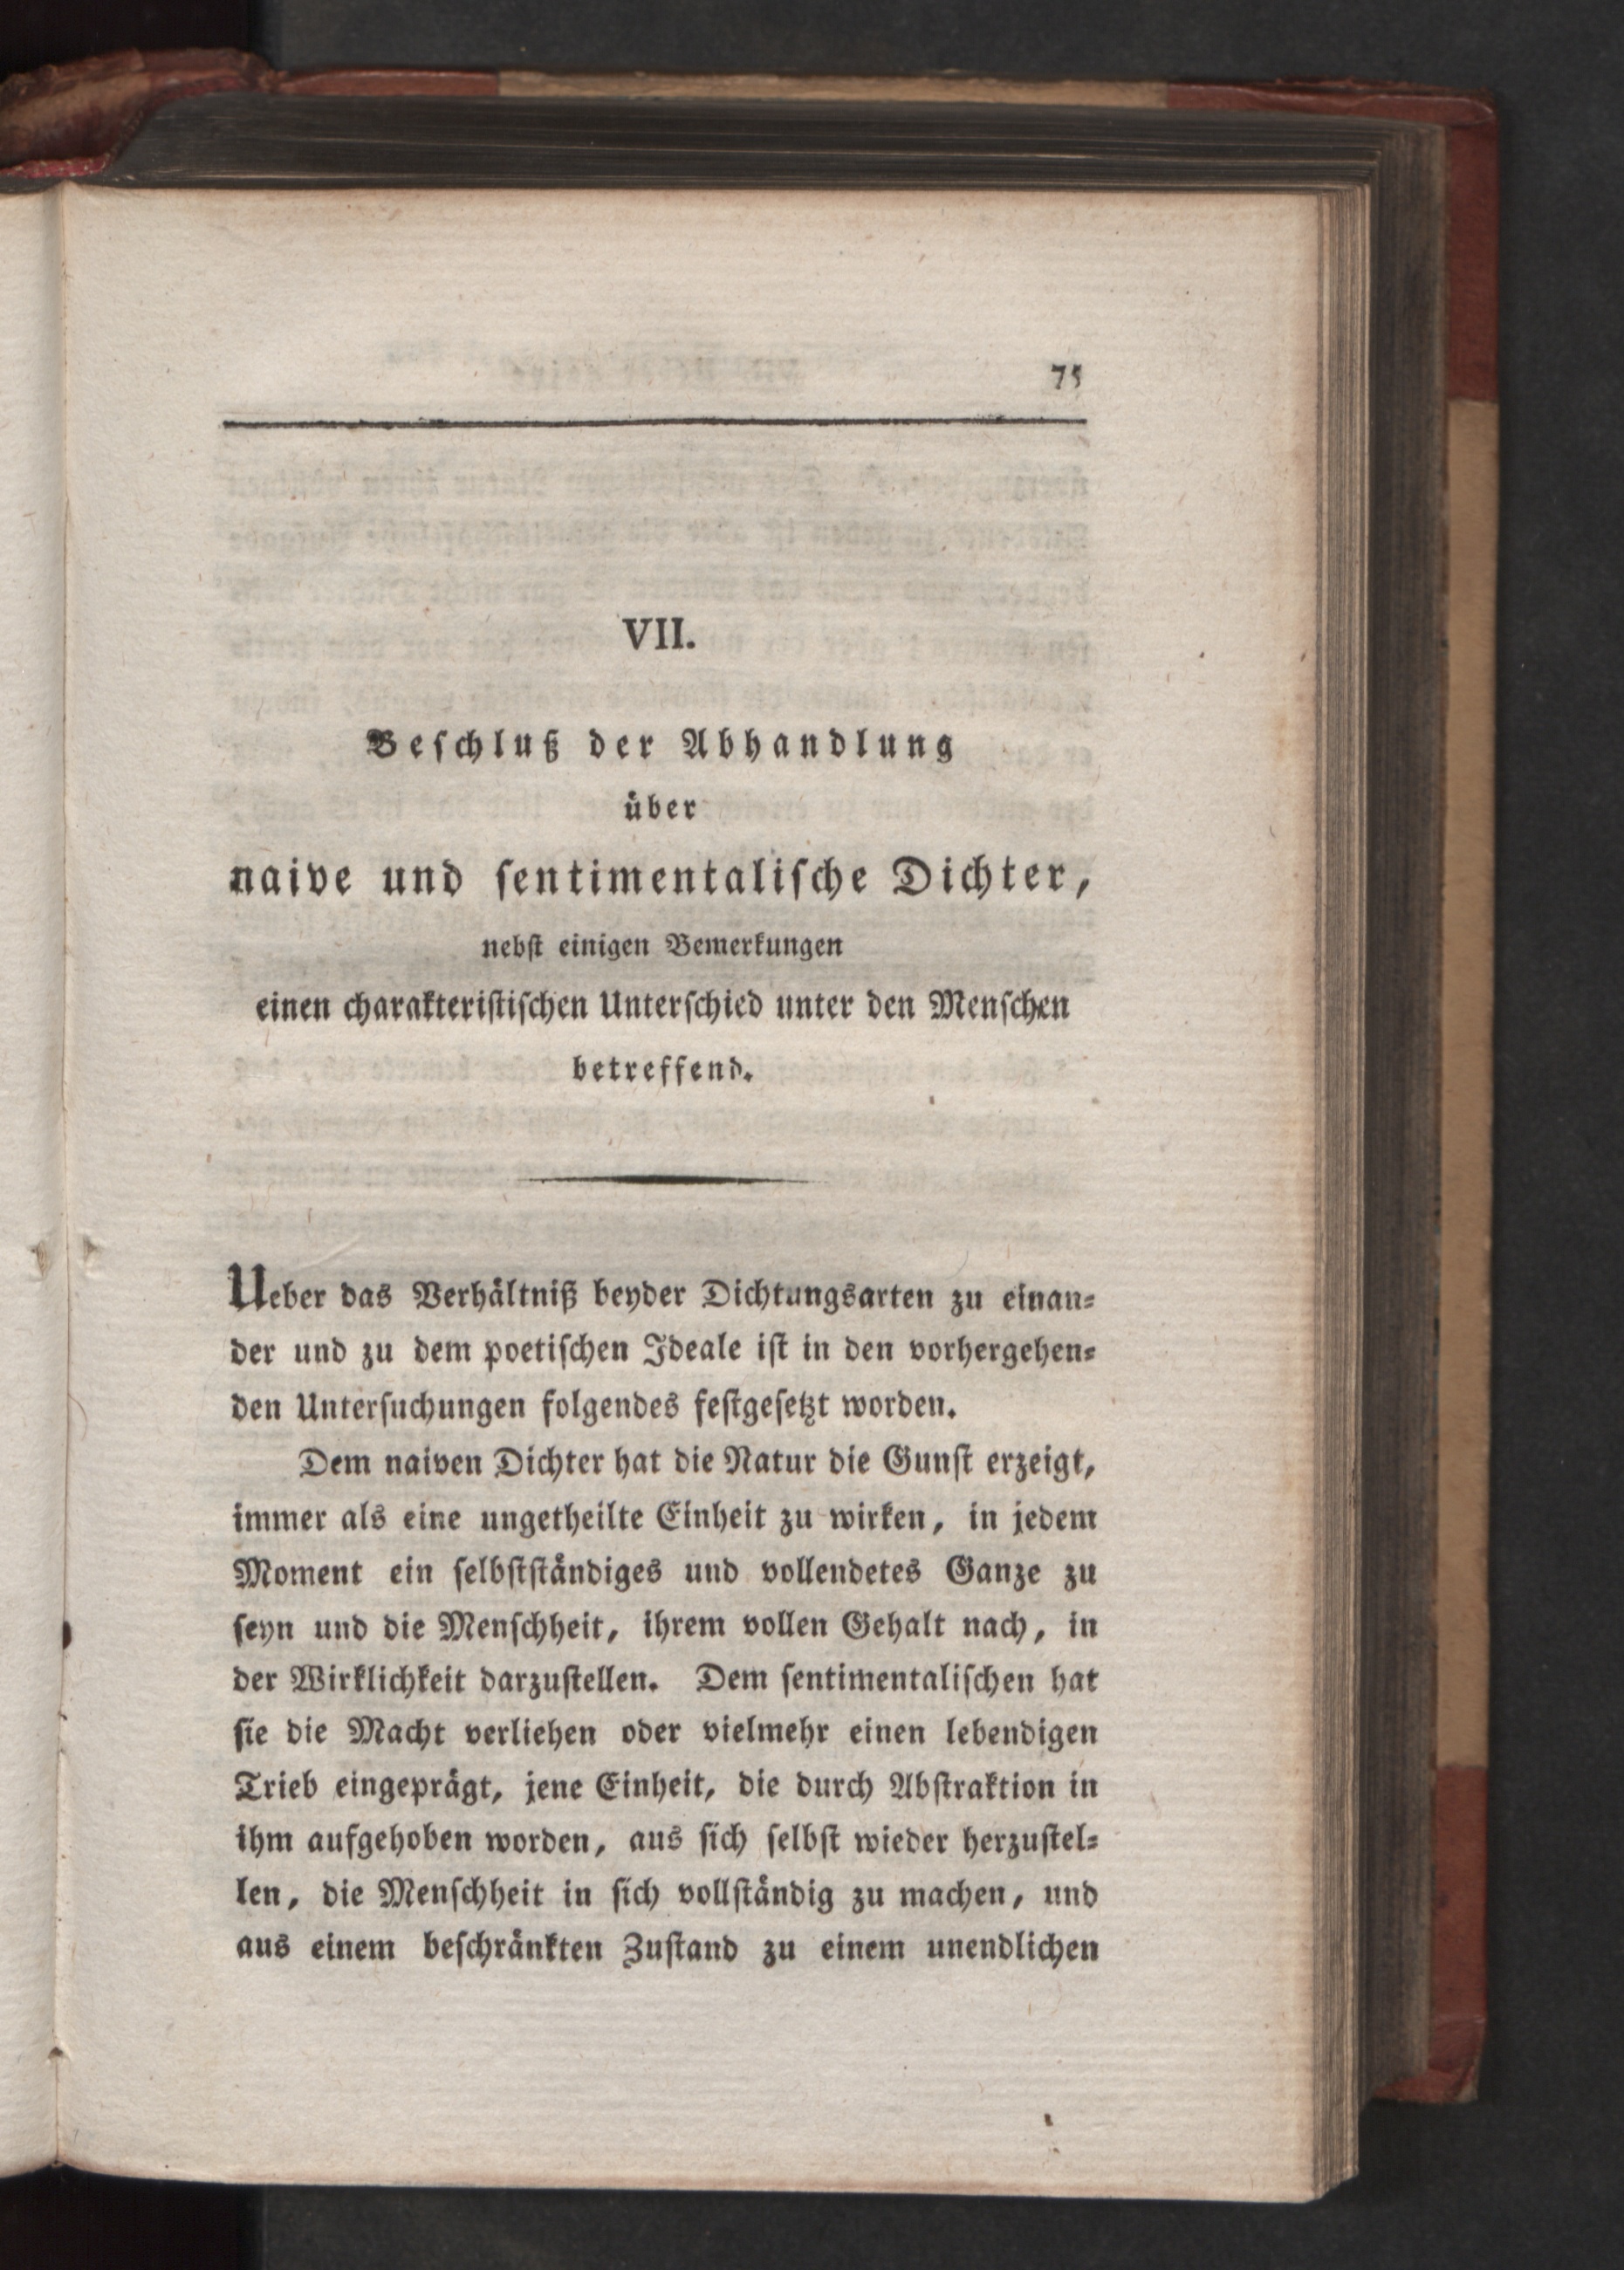 75
VII.
Beschluß der Abhandlung
über
naive und sentimentalische Dichter,
nebst einigen Bemerkungen
einen charakteristischen Unterschied unter den Menschen
betreffend.
Ueber das Verhältniß beyder Dichtungsarten zu einan-
der und zu dem poetischen Ideale ist in den vorhergehen-
den Untersuchungen folgendes festgesetzt worden.
Dem naiven Dichter hat die Natur die Gunst erzeigt,
immer als eine ungetheilte Einheit zu wirken, in jedem
Moment ein selbstständiges und vollendetes Ganze zu
seyn und die Menschheit, ihrem vollen Gehalt nach, in
der Wirklichkeit darzustellen. Dem sentimentalischen hat
sie die Macht verliehen oder vielmehr einen lebendigen
Trieb eingeprägt, jene Einheit, die durch Abstraktion in
ihm aufgehoben worden, aus sich selbst wieder herzustel-
len, die Menschheit in sich vollständig zu machen, und
aus einem beschränkten Zustand zu einem unendlichen